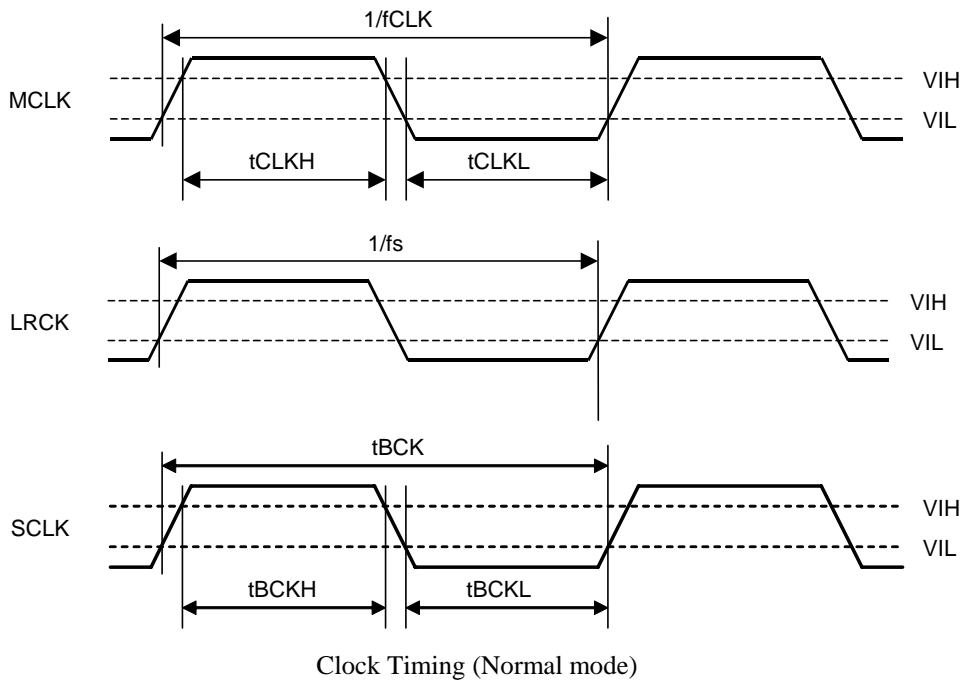 1/fCLK
MCLK
VIH
VIL
tCLKH
tCLKL
1/fs
LRCK
VIH
VIL
tBCK
SCLK
VIH
VIL
tBCKH
tBCKL
Clock Timing (Normal mode)